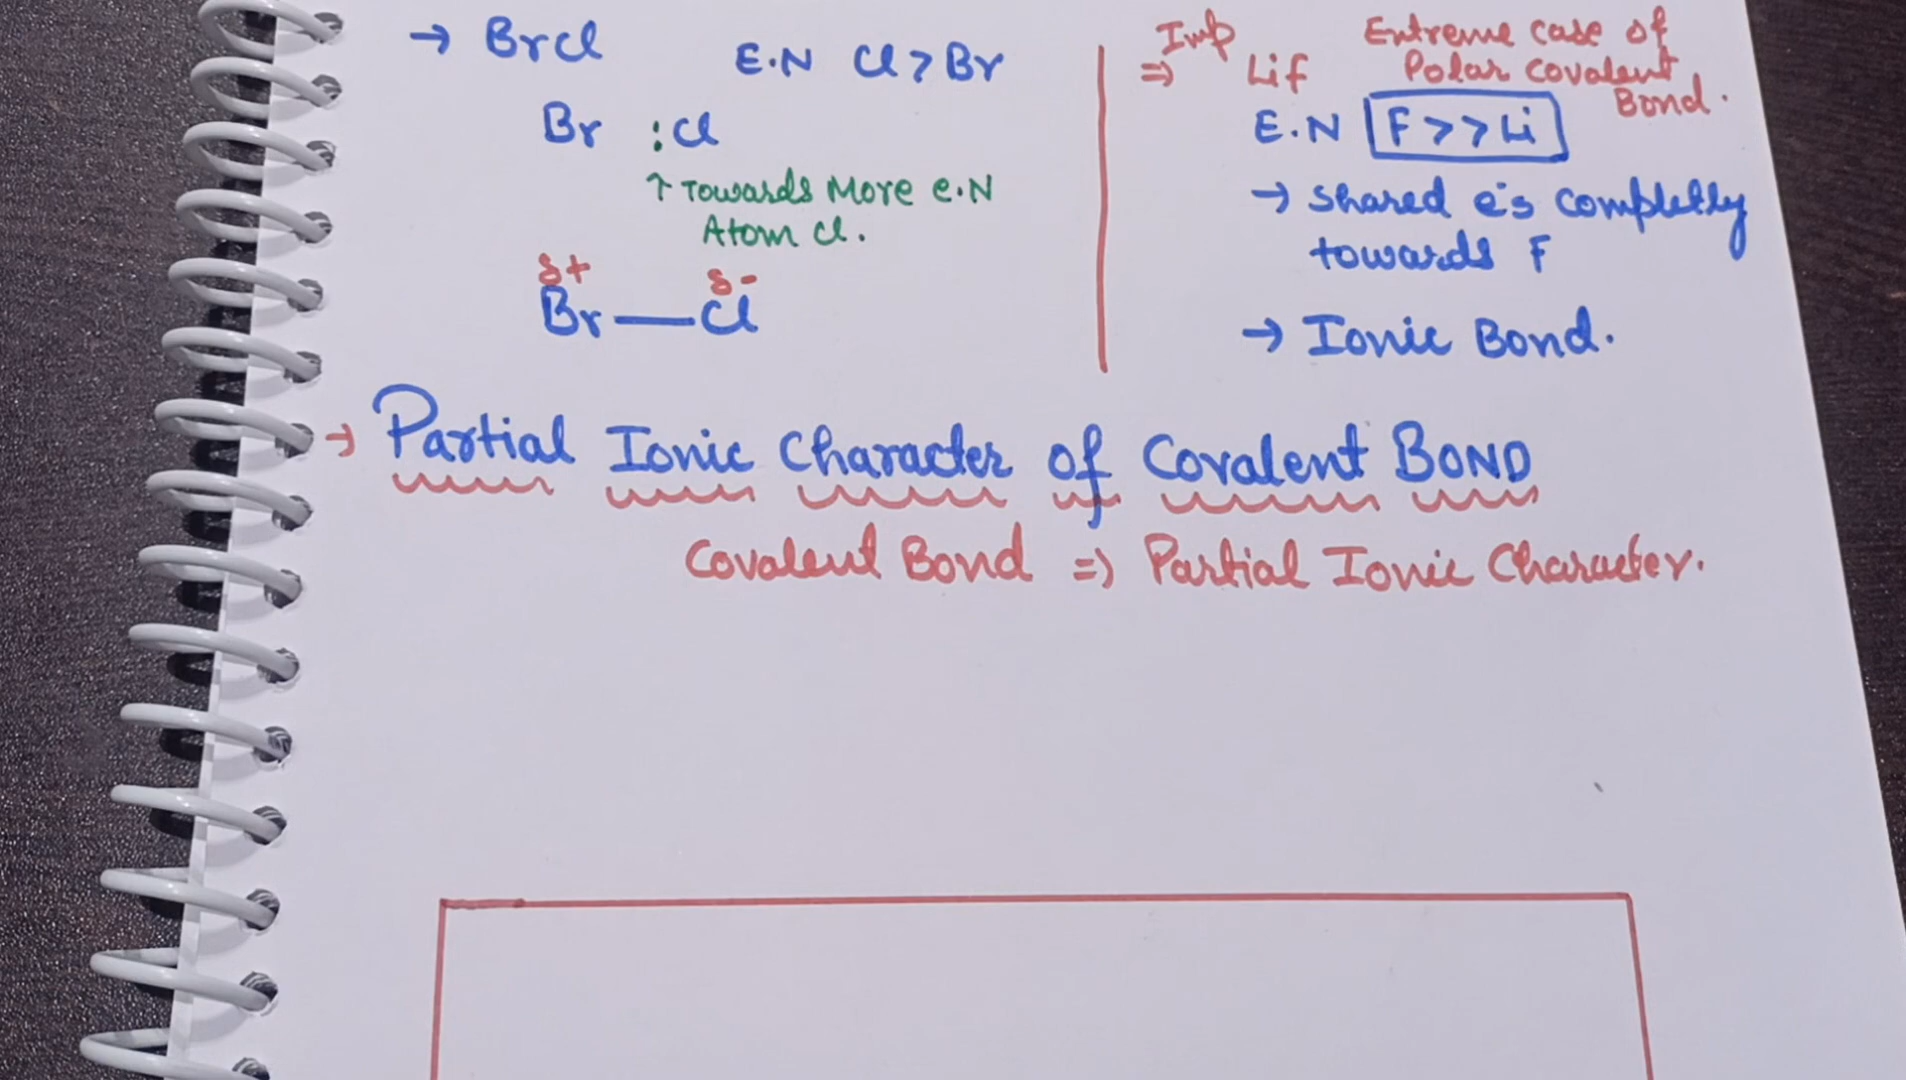 → BrCl
E.N Cl > Br
Br :Cl
↑ Towards More e.N
Atom Cl.
δ+ δ-
Br — Cl
Imp
⇒ Lif
Extreme case of
Polar covalent
Bond.
E.N F >> Li
→ shared e's completly
towards F
→ Ionic Bond.
→ Partial Ionic Character of Covalent BOND
Covalent Bond ⇒ Partial Ionic Character.